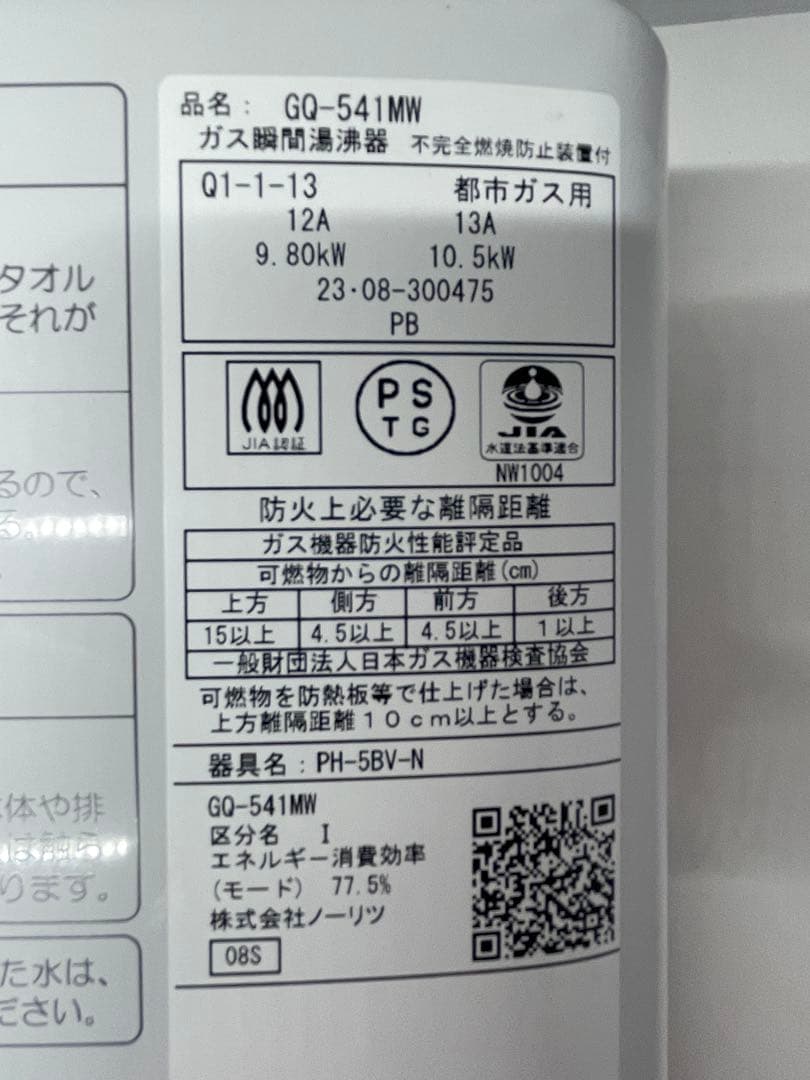 タオル
それが
るので、
る。
体や排
は触ら
ります。
た水は、
ださい。
品名： GQ-541MW
ガス瞬間湯沸器 不完全燃焼防止装置付
Q1-1-13 都市ガス用
12A 13A
9.80kW 10.5kW
23・08-300475
PB
JIA認証
PS
TG
JIA
水道法基準適合
NW1004
防火上必要な離隔距離
ガス機器防火性能評定品
可燃物からの離隔距離(cm)
上方 側方 前方 後方
15以上 4.5以上 4.5以上 1以上
一般財団法人日本ガス機器検査協会
可燃物を防熱板等で仕上げた場合は、
上方離隔距離１０ｃｍ以上とする。
器具名：PH-5BV-N
GQ-541MW
区分名 I
エネルギー消費効率
(モード) 77.5%
株式会社ノーリツ
08S